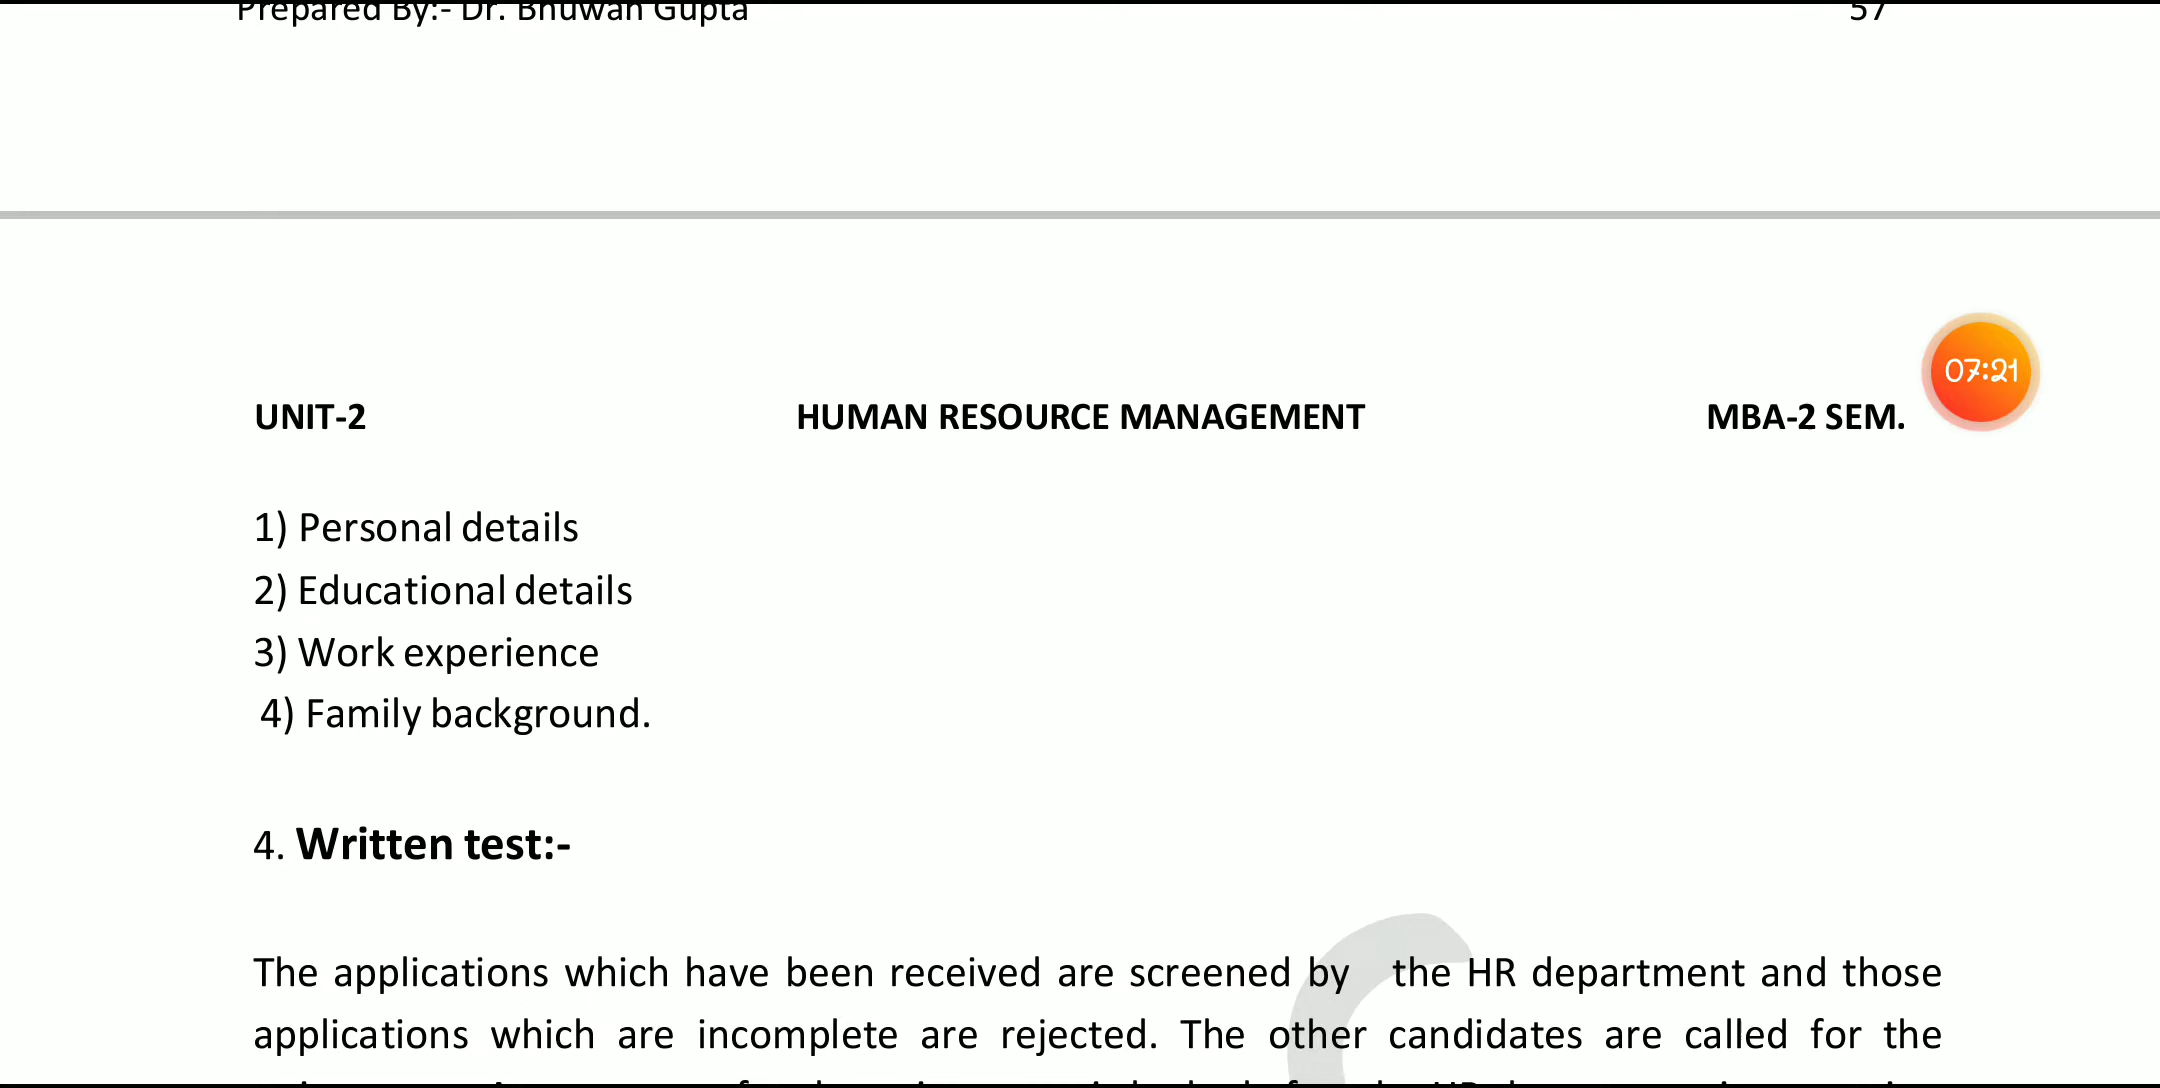 Prepared By:- Dr. Bhuwan Gupta 57
UNIT-2 HUMAN RESOURCE MANAGEMENT MBA-2 SEM.
07:21
1) Personal details
2) Educational details
3) Work experience
4) Family background.
4. Written test:-
The applications which have been received are screened by the HR department and those
applications which are incomplete are rejected. The other candidates are called for the